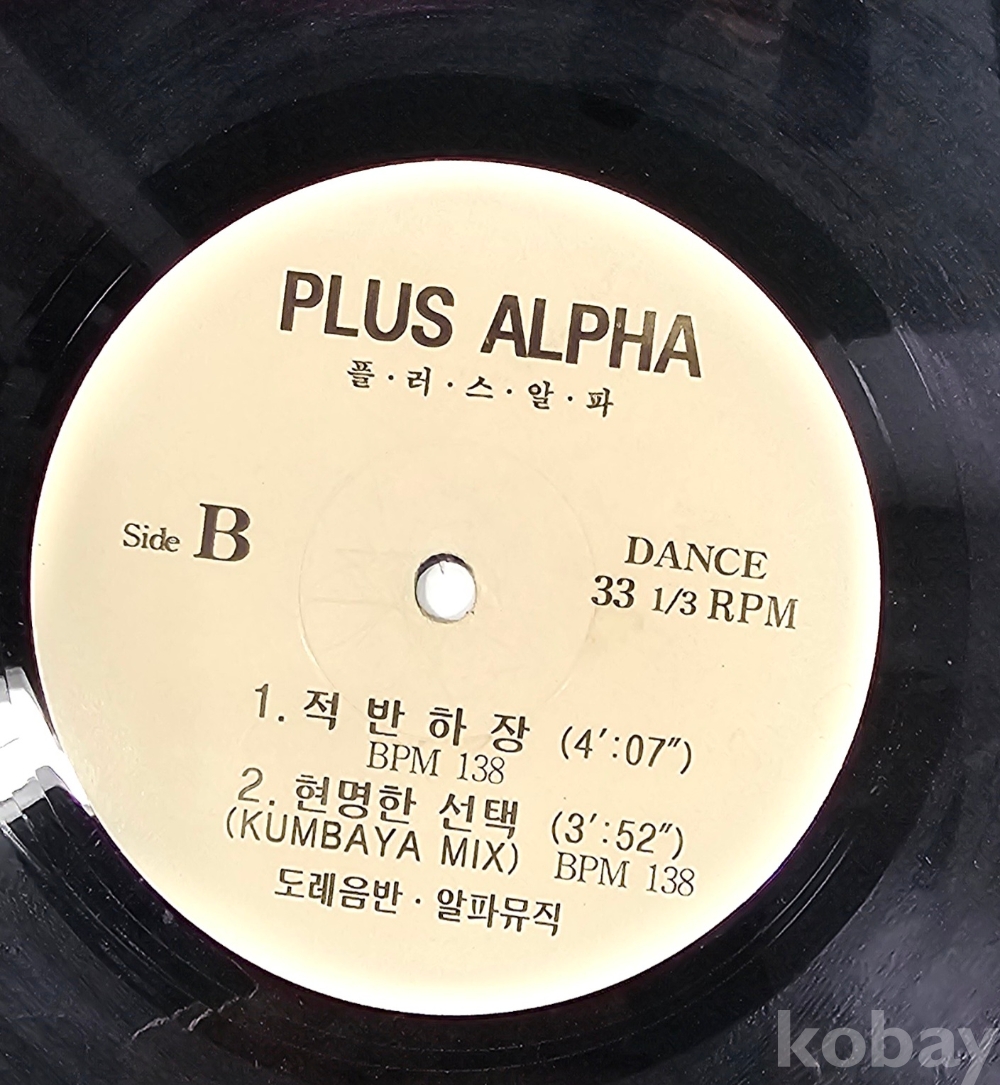 PLUS ALPHA
플·러·스·알·파
Side B
DANCE
33 1/3 RPM
1. 적반하장 (4′:07″)
BPM 138
2. 현명한 선택 (3′:52″)
(KUMBAYA MIX) BPM 138
도레음반·알파뮤직
kobay